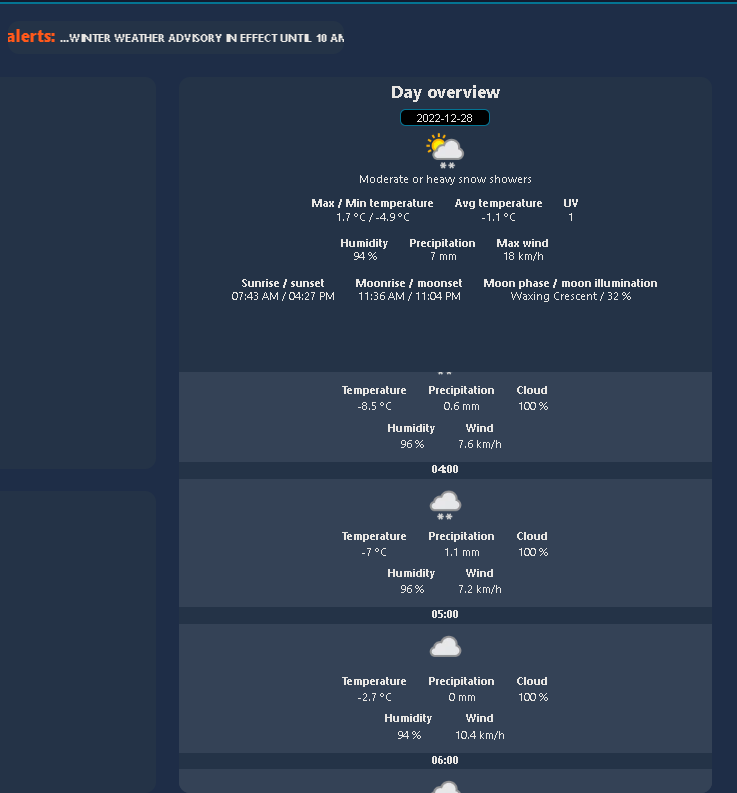 alerts: ...WINTER WEATHER ADVISORY IN EFFECT UNTIL 10
Day overview
2022-12-28
Moderate or heavy snow showers
Max / Min temperature Avg temperature UV
1.7 °C / -4.9 °C -1.1 °C 1
Humidity Precipitation Max wind
94 % 7 mm 18 km/h
Sunrise / sunset Moonrise / moonset Moon phase / moon illumination
07:43 AM / 04:27 PM 11:36 AM / 11:04 PM Waxing Crescent / 32 %
Temperature Precipitation Cloud
-8.5 °C 0.6 mm 100 %
Humidity Wind
96 % 7.6 km/h
04:00
Temperature Precipitation Cloud
-7 °C 1.1 mm 100 %
Humidity Wind
96 % 7.2 km/h
05:00
Temperature Precipitation Cloud
-2.7 °C 0 mm 100 %
Humidity Wind
94 % 10.4 km/h
06:00